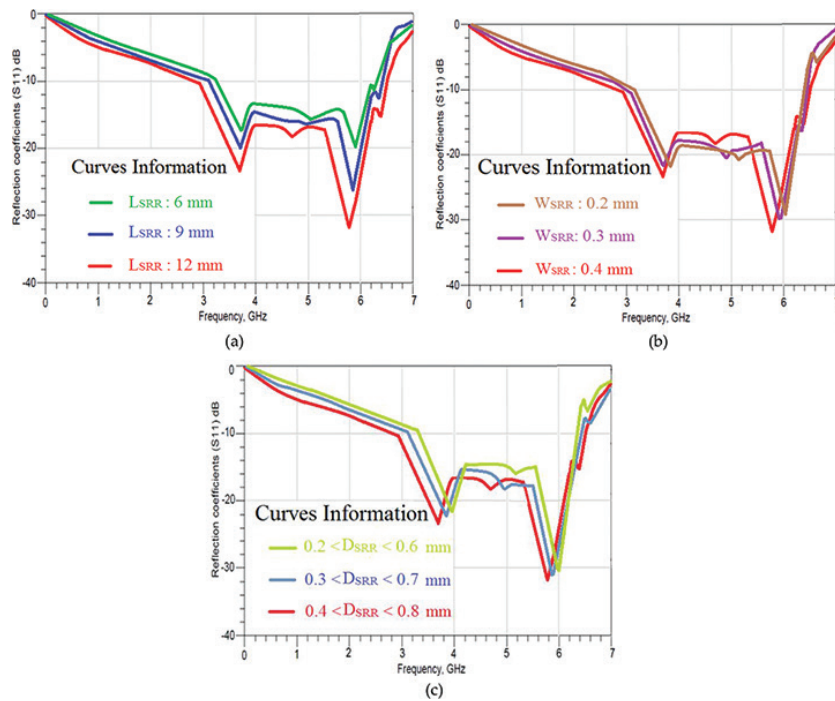 Reflection coefficients (S11) dB
0
-10
-20
-30
-40
Curves Information
LSRR : 6 mm
LSRR : 9 mm
LSRR : 12 mm
0 1 2 3 4 5 6 7
Frequency, GHz
(a)
Reflection coefficients (S11) dB
0
-10
-20
-30
-40
Curves Information
WSRR : 0.2 mm
WSRR: 0.3 mm
WSRR: 0.4 mm
0 1 2 3 4 5 6 7
Frequency, GHz
(b)
Reflection coefficients (S11) dB
0
-10
-20
-30
-40
Curves Information
0.2 <DSRR < 0.6 mm
0.3 <DSRR < 0.7 mm
0.4 <DSRR < 0.8 mm
0 1 2 3 4 5 6 7
Frequency, GHz
(c)